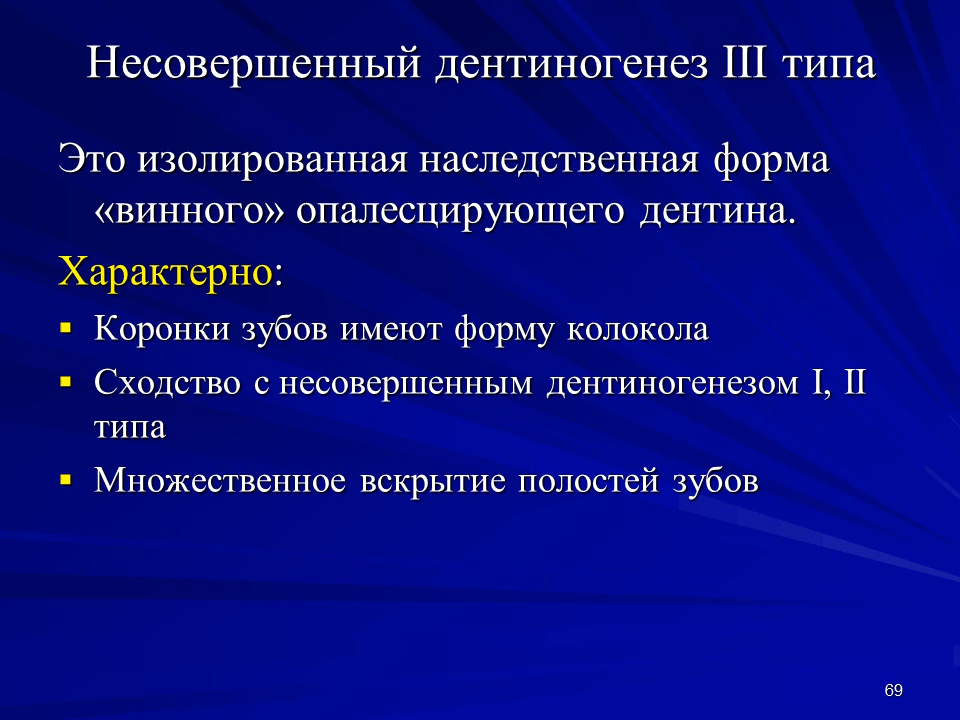 Несовершенный дентиногенез III типа
Это изолированная наследственная форма
«винного» опалесцирующего дентина.
Характерно:
▪ Коронки зубов имеют форму колокола
▪ Сходство с несовершенным дентиногенезом I, II
типа
▪ Множественное вскрытие полостей зубов
69